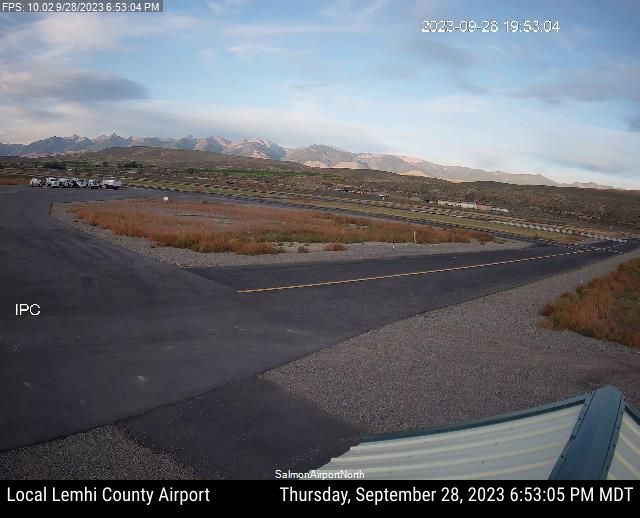 FPS: 10.02 9/28/2023 6:53:04 PM
2023-09-28 19:53:04
IPC
SalmonAirportNorth
Local Lemhi County Airport Thursday, September 28, 2023 6:53:05 PM MDT